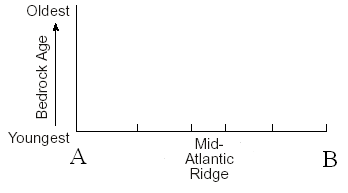 Oldest
Bedrock Age
Youngest
A
Mid-
Atlantic
Ridge
B